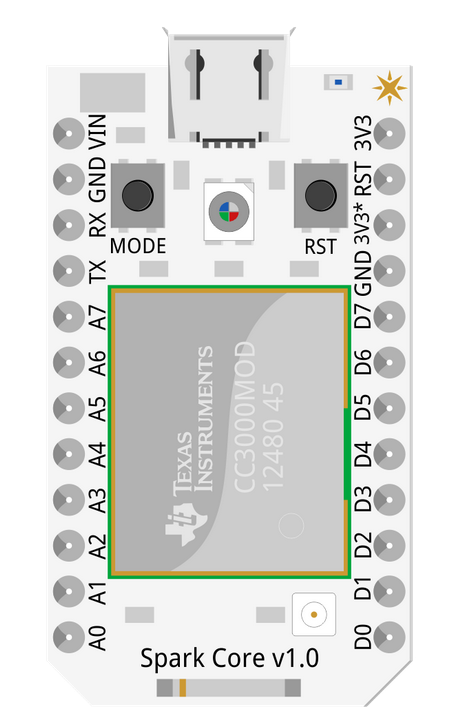 VIN
GND
RX
TX
A7
A6
A5
A4
A3
A2
A1
A0
3V3
RST
3V3*
GND
D7
D6
D5
D4
D3
D2
D1
D0
MODE
RST
TEXAS
INSTRUMENTS
CC3000MOD
12480 45
Spark Core v1.0